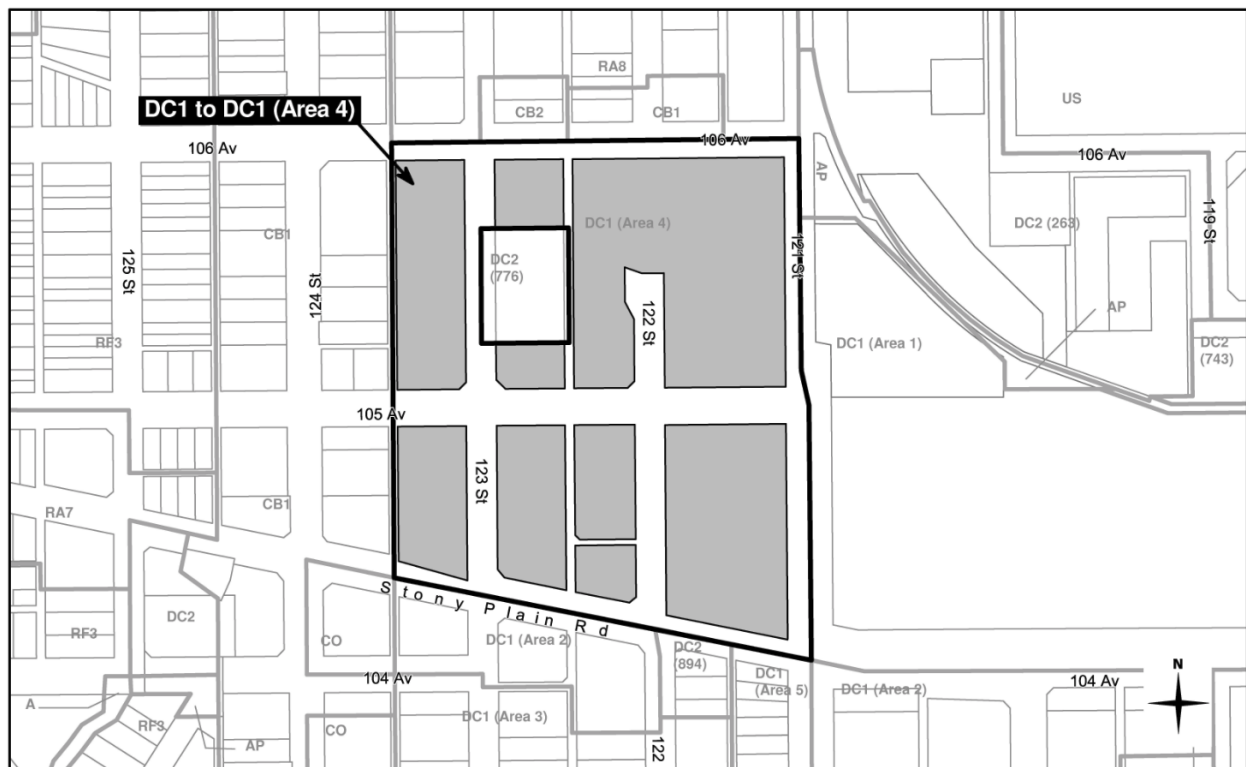 RA8
US
DC1 to DC1 (Area 4)
CB2
CB1
106 Av
106 Av
106 Av
AP
DC1 (Area 4)
DC2 (263)
119 St
CB1
125 St
124 St
DC2
(776)
121 St
122 St
AP
RF3
DC1 (Area 1)
DC2
(743)
105 Av
123 St
CB1
RA7
Stony Plain Rd
DC2
RF3
CO
DC1 (Area 2)
DC2
(894)
DC1
(Area 5)
104 Av
DC1 (Area 2)
104 Av
N
A
RF3
AP
CO
DC1 (Area 3)
122